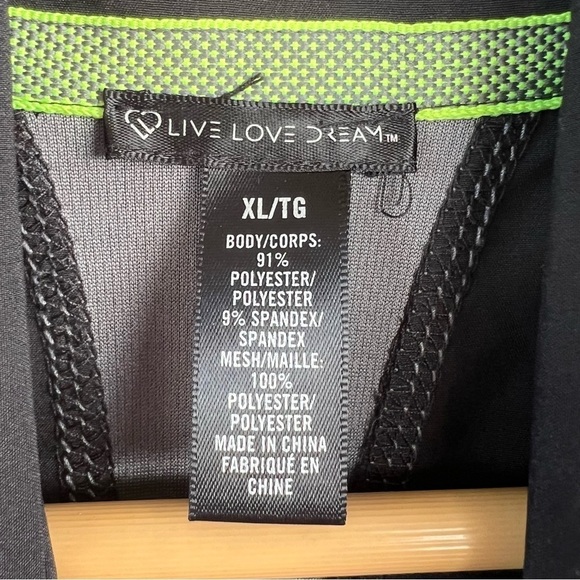 LIVE LOVE DREAM™
XL/TG
BODY/CORPS:
91%
POLYESTER/
POLYESTER
9% SPANDEX/
SPANDEX
MESH/MAILLE:
100%
POLYESTER/
POLYESTER
MADE IN CHINA
FABRIQUÉ EN
CHINE